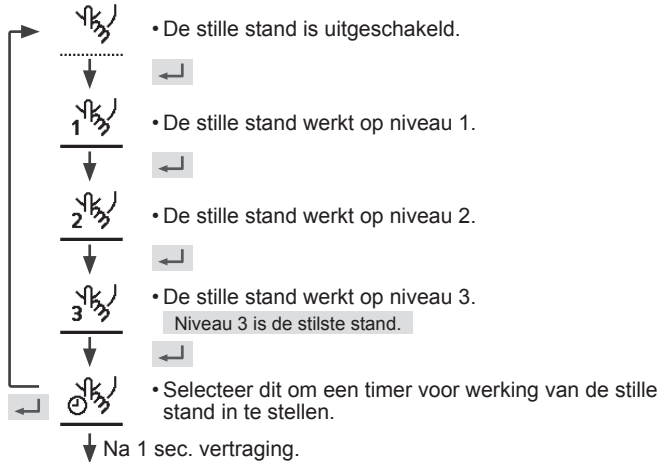 • De stille stand is uitgeschakeld.
1
• De stille stand werkt op niveau 1.
2
• De stille stand werkt op niveau 2.
3
• De stille stand werkt op niveau 3.
Niveau 3 is de stilste stand.
• Selecteer dit om een timer voor werking van de stille
stand in te stellen.
Na 1 sec. vertraging.